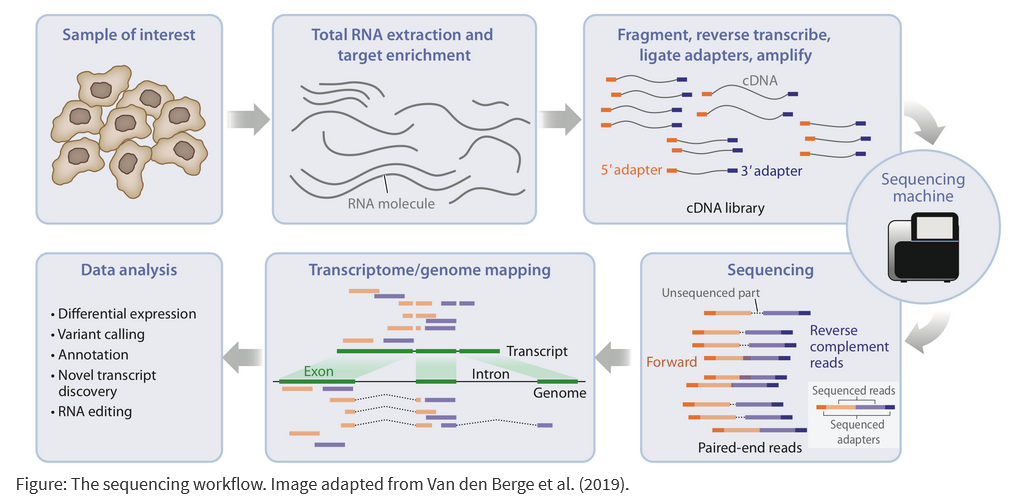 Sample of interest
Total RNA extraction and
target enrichment
RNA molecule
Fragment, reverse transcribe,
ligate adapters, amplify
cDNA
5’ adapter
3’ adapter
cDNA library
Sequencing
machine
Data analysis
• Differential expression
• Variant calling
• Annotation
• Novel transcript
discovery
• RNA editing
Transcriptome/genome mapping
Transcript
Exon
Intron
Genome
Sequencing
Unsequenced part
Reverse
complement
reads
Forward
Sequenced reads
Sequenced
adapters
Paired-end reads
Figure: The sequencing workflow. Image adapted from Van den Berge et al. (2019).